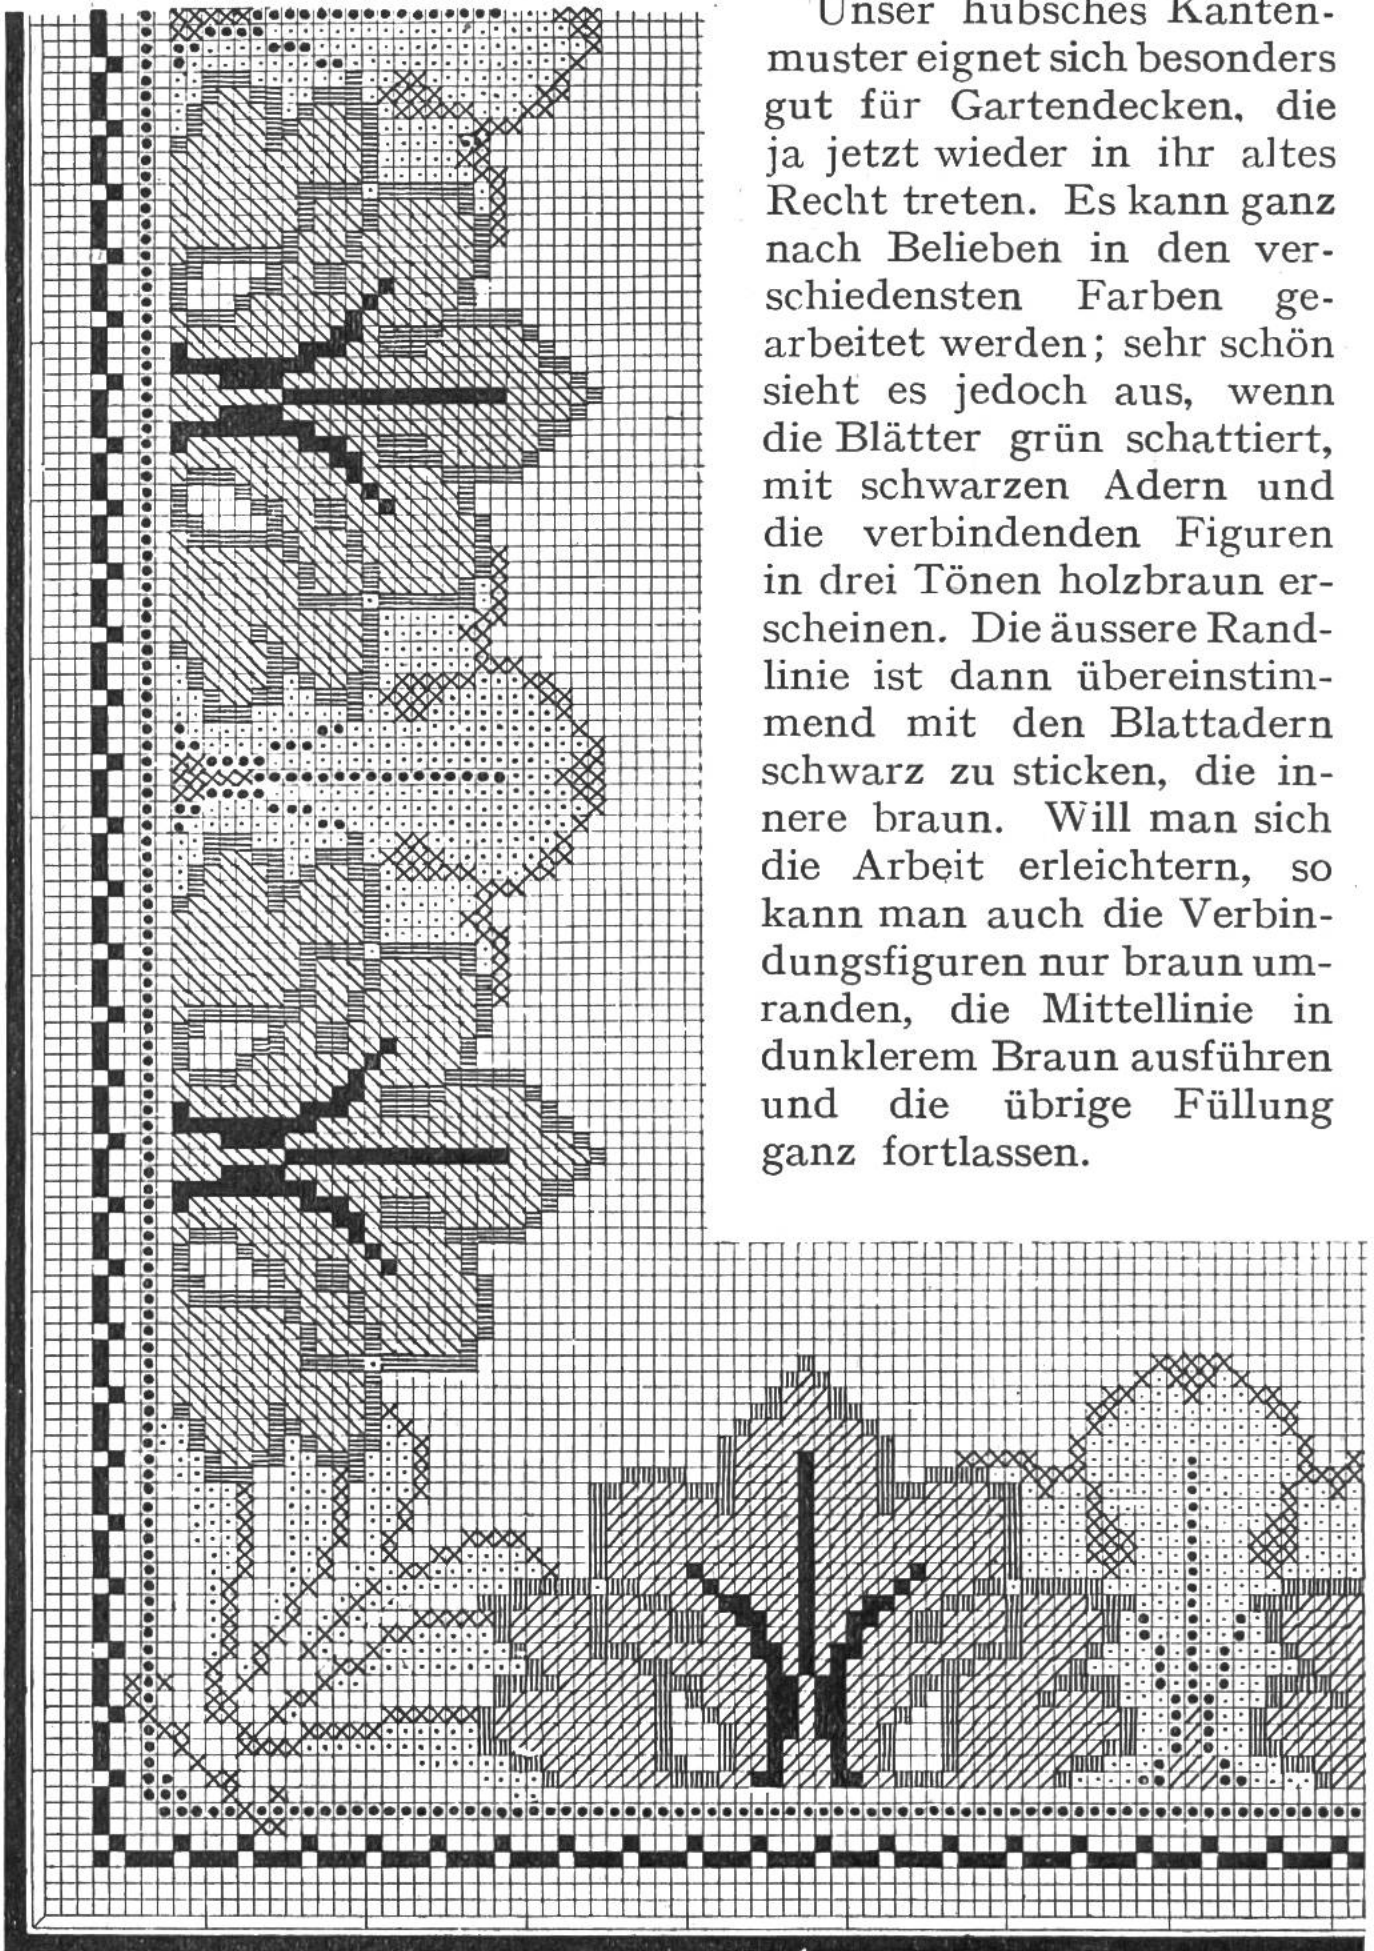 Unser hübsches Kanten-
muster eignet sich besonders
gut für Gartendecken, die
ja jetzt wieder in ihr altes
Recht treten. Es kann ganz
nach Belieben in den ver-
schiedensten Farben ge-
arbeitet werden; sehr schön
sieht es jedoch aus, wenn
die Blätter grün schattiert,
mit schwarzen Adern und
die verbindenden Figuren
in drei Tönen holzbraun er-
scheinen. Die äussere Rand-
linie ist dann übereinstim-
mend mit den Blattadern
schwarz zu sticken, die in-
nere braun. Will man sich
die Arbeit erleichtern, so
kann man auch die Verbin-
dungsfiguren nur braun um-
randen, die Mittellinie in
dunklerem Braun ausführen
und die übrige Füllung
ganz fortlassen.